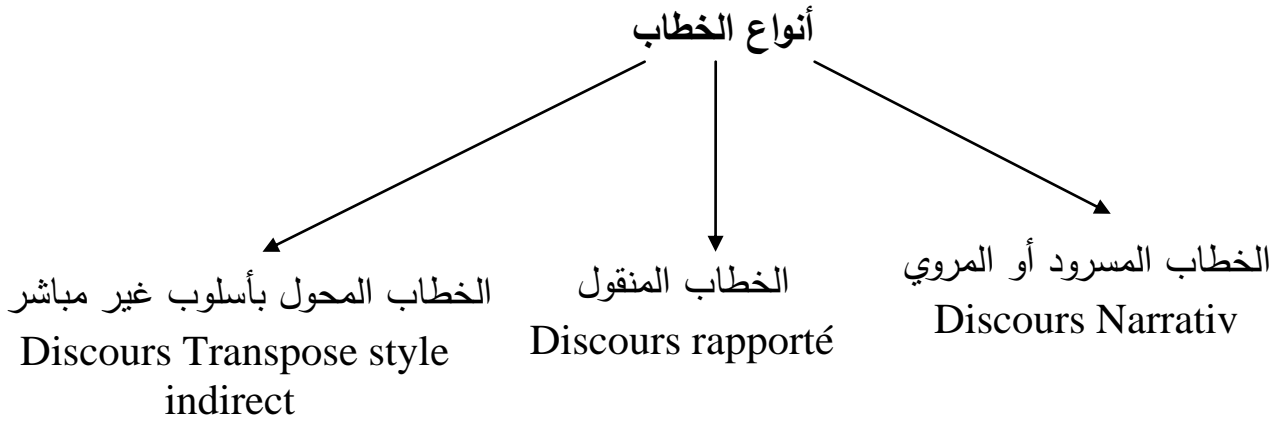 أنواع الخطاب
الخطاب المسرود أو المروي
Discours Narrativ
الخطاب المنقول
Discours rapporté
الخطاب المحول بأسلوب غير مباشر
Discours Transpose style
indirect